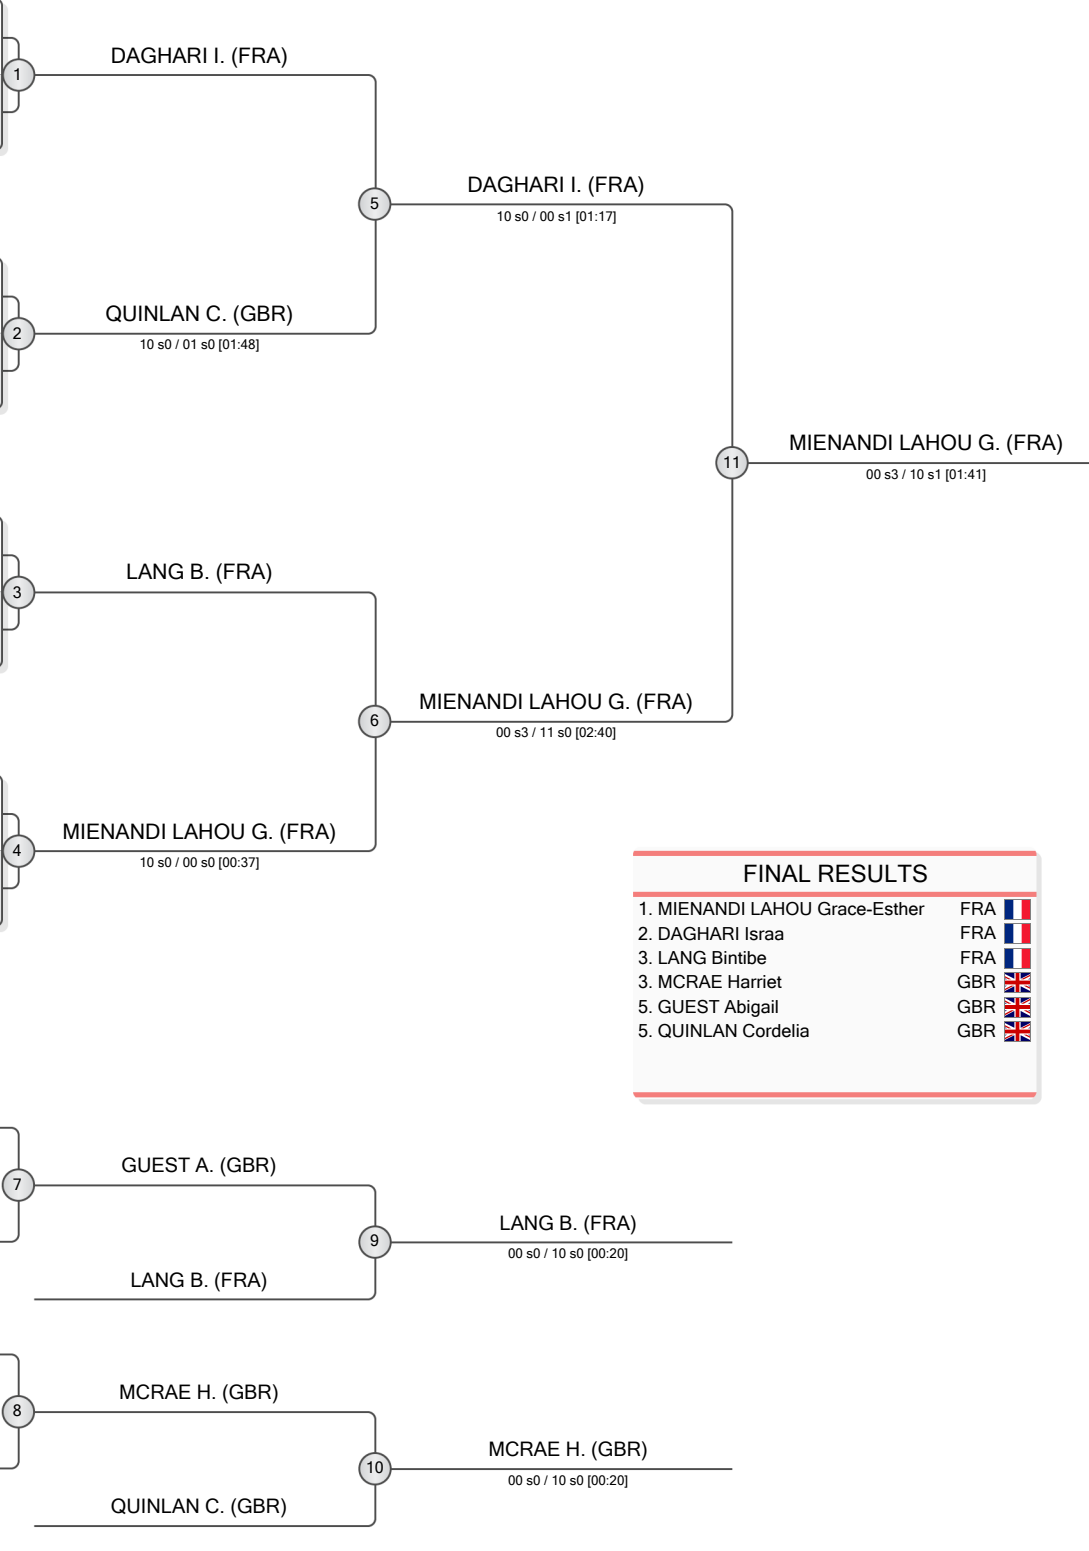 DAGHARI I. (FRA)
1
DAGHARI I. (FRA)
5
10 s0 / 00 s1 [01:17]
QUINLAN C. (GBR)
2
10 s0 / 01 s0 [01:48]
MIENANDI LAHOU G. (FRA)
11
00 s3 / 10 s1 [01:41]
LANG B. (FRA)
3
MIENANDI LAHOU G. (FRA)
6
00 s3 / 11 s0 [02:40]
MIENANDI LAHOU G. (FRA)
4
10 s0 / 00 s0 [00:37]
FINAL RESULTS
1. MIENANDI LAHOU Grace-Esther FRA
2. DAGHARI Israa FRA
3. LANG Bintibe FRA
3. MCRAE Harriet GBR
5. GUEST Abigail GBR
5. QUINLAN Cordelia GBR
GUEST A. (GBR)
7
LANG B. (FRA)
9
00 s0 / 10 s0 [00:20]
LANG B. (FRA)
MCRAE H. (GBR)
8
MCRAE H. (GBR)
10
00 s0 / 10 s0 [00:20]
QUINLAN C. (GBR)